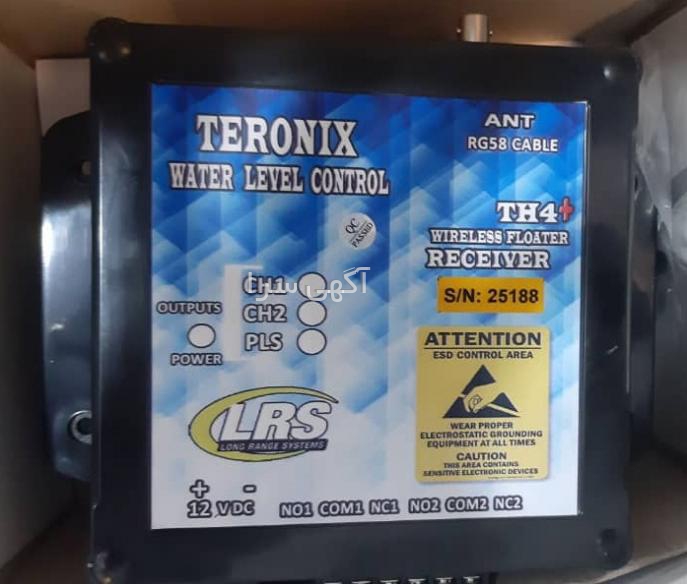 TERONIX
WATER LEVEL CONTROL
ANT
RG58 CABLE
QC
PASSED
TH4+
WIRELESS FLOATER
RECEIVER
S/N: 25188
آگهی سرا
CH1
CH2
PLS
OUTPUTS
POWER
ATTENTION
ESD CONTROL AREA
WEAR PROPER
ELECTROSTATIC GROUNDING
EQUIPMENT AT ALL TIMES
CAUTION
THIS AREA CONTAINS
SENSITIVE ELECTRONIC DEVICES
LRS
LONG RANGE SYSTEMS
+ -
12 VDC
NO1 COM1 NC1 NO2 COM2 NC2